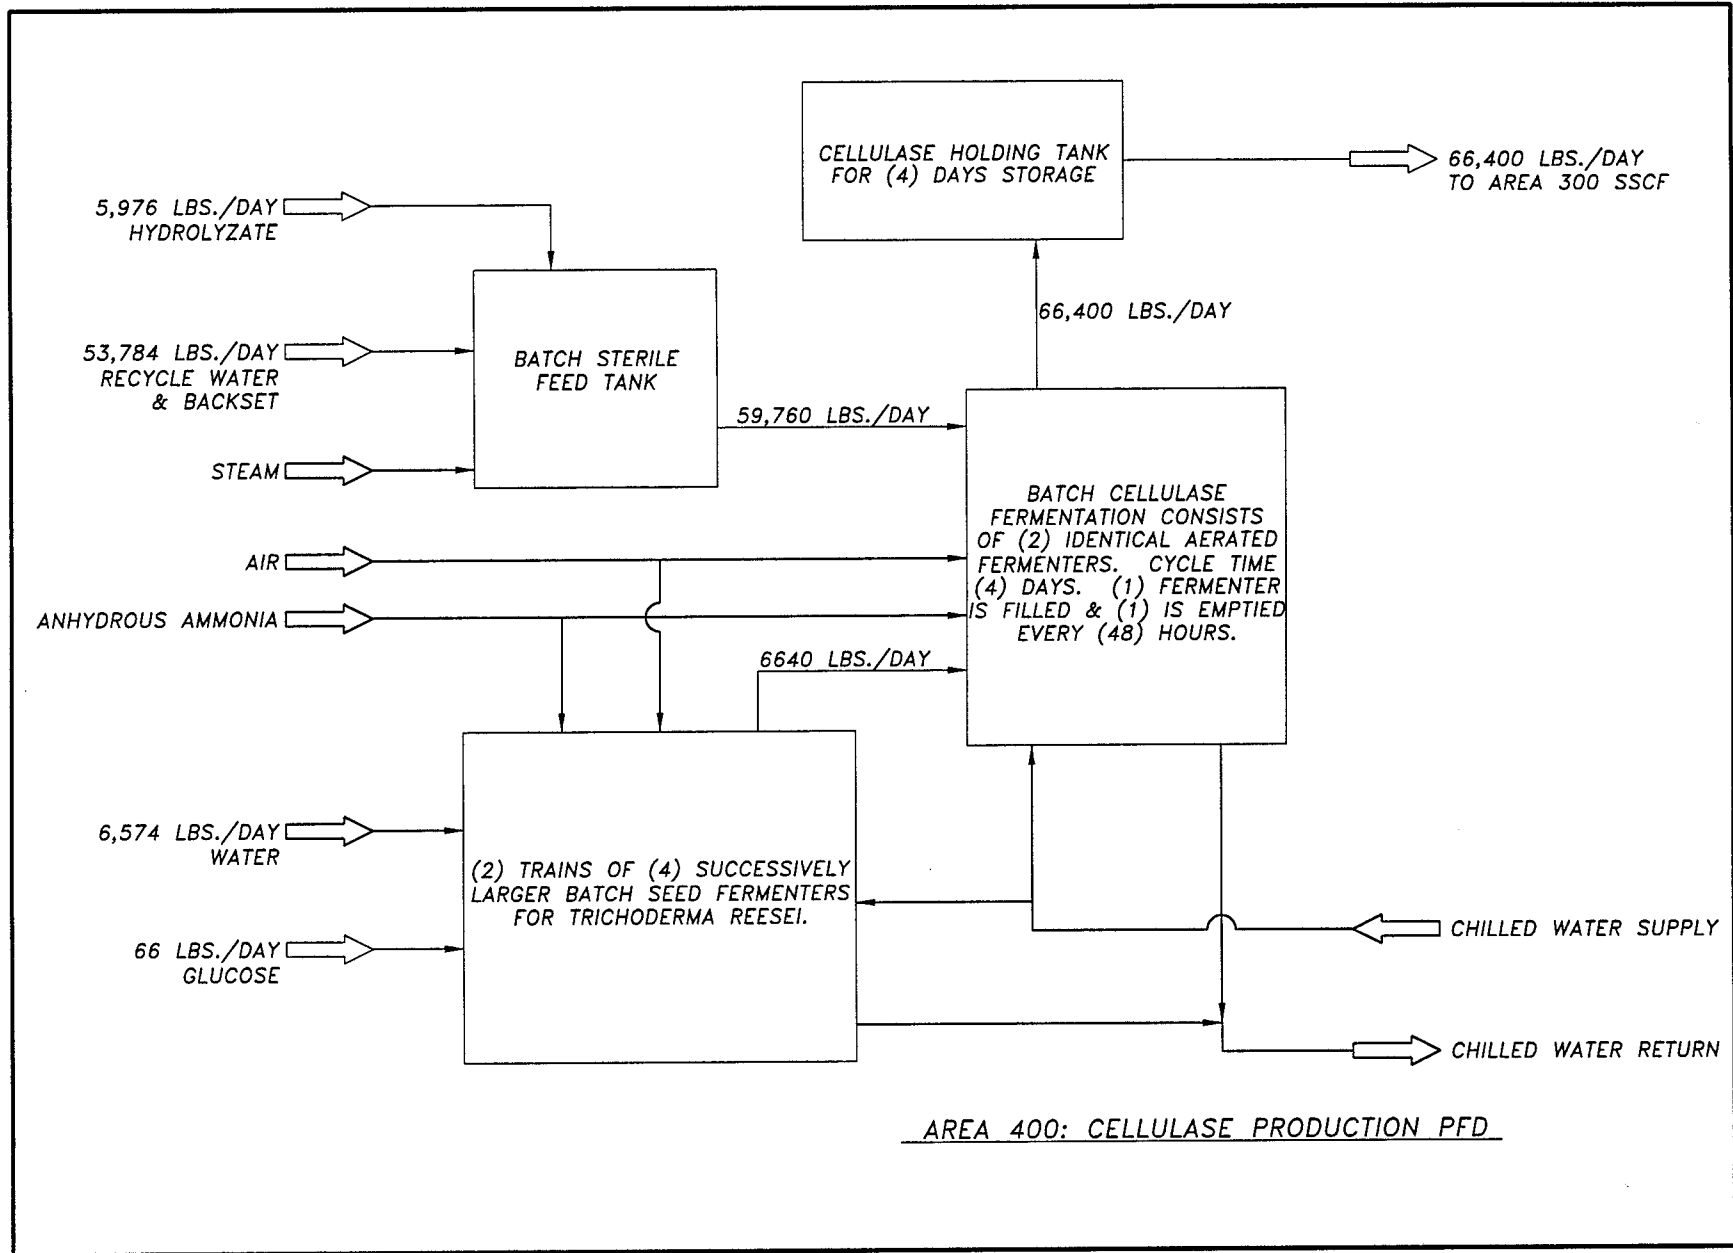 CELLULASE HOLDING TANK
FOR (4) DAYS STORAGE
66,400 LBS./DAY
TO AREA 300 SSCF
5,976 LBS./DAY
HYDROLYZATE
66,400 LBS./DAY
53,784 LBS./DAY
RECYCLE WATER
& BACKSET
BATCH STERILE
FEED TANK
59,760 LBS./DAY
STEAM
BATCH CELLULASE
FERMENTATION CONSISTS
OF (2) IDENTICAL AERATED
FERMENTERS. CYCLE TIME
(4) DAYS. (1) FERMENTER
IS FILLED & (1) IS EMPTIED
EVERY (48) HOURS.
AIR
ANHYDROUS AMMONIA
6640 LBS./DAY
6,574 LBS./DAY
WATER
(2) TRAINS OF (4) SUCCESSIVELY
LARGER BATCH SEED FERMENTERS
FOR TRICHODERMA REESEI.
66 LBS./DAY
GLUCOSE
CHILLED WATER SUPPLY
CHILLED WATER RETURN
AREA 400: CELLULASE PRODUCTION PFD